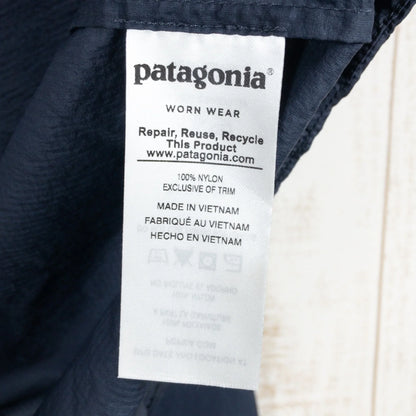 patagonia®
WORN WEAR
Repair, Reuse, Recycle
This Product
www.patagonia.com
100% NYLON
EXCLUSIVE OF TRIM
MADE IN VIETNAM
FABRIQUÉ AU VIETNAM
HECHO EN VIETNAM